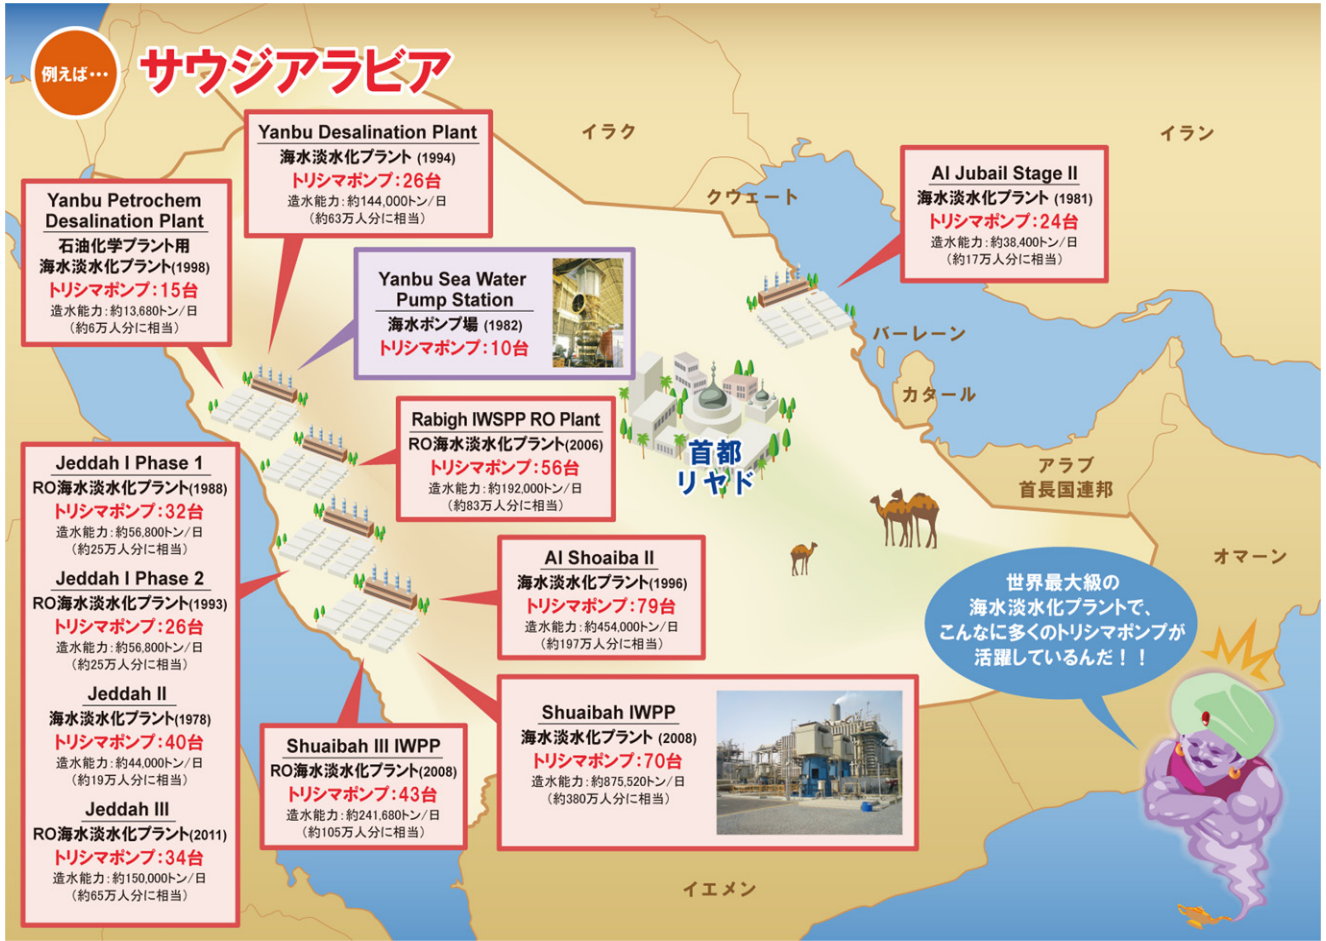 例えば…
サウジアラビア
Yanbu Desalination Plant
海水淡水化プラント (1994)
トリシマポンプ:26台
造水能力:約144,000トン/日
(約63万人分に相当)
Yanbu Petrochem
Desalination Plant
石油化学プラント用
海水淡水化プラント(1998)
トリシマポンプ:15台
造水能力:約13,680トン/日
(約6万人分に相当)
Yanbu Sea Water
Pump Station
海水ポンプ場 (1982)
トリシマポンプ:10台
Al Jubail Stage II
海水淡水化プラント (1981)
トリシマポンプ:24台
造水能力:約38,400トン/日
(約17万人分に相当)
イラク
イラン
クウェート
バーレーン
カタール
アラブ
首長国連邦
オマーン
イエメン
首都
リヤド
Rabigh IWSPP RO Plant
RO海水淡水化プラント(2006)
トリシマポンプ:56台
造水能力:約192,000トン/日
(約83万人分に相当)
Jeddah I Phase 1
RO海水淡水化プラント(1988)
トリシマポンプ:32台
造水能力:約56,800トン/日
(約25万人分に相当)
Jeddah I Phase 2
RO海水淡水化プラント(1993)
トリシマポンプ:26台
造水能力:約56,800トン/日
(約25万人分に相当)
Jeddah II
海水淡水化プラント(1978)
トリシマポンプ:40台
造水能力:約44,000トン/日
(約19万人分に相当)
Jeddah III
RO海水淡水化プラント(2011)
トリシマポンプ:34台
造水能力:約150,000トン/日
(約65万人分に相当)
Al Shoaiba II
海水淡水化プラント(1996)
トリシマポンプ:79台
造水能力:約454,000トン/日
(約197万人分に相当)
Shuaibah III IWPP
RO海水淡水化プラント(2008)
トリシマポンプ:43台
造水能力:約241,680トン/日
(約105万人分に相当)
Shuaibah IWPP
海水淡水化プラント (2008)
トリシマポンプ:70台
造水能力:約875,520トン/日
(約380万人分に相当)
世界最大級の
海水淡水化プラントで、
こんなに多くのトリシマポンプが
活躍しているんだ!!